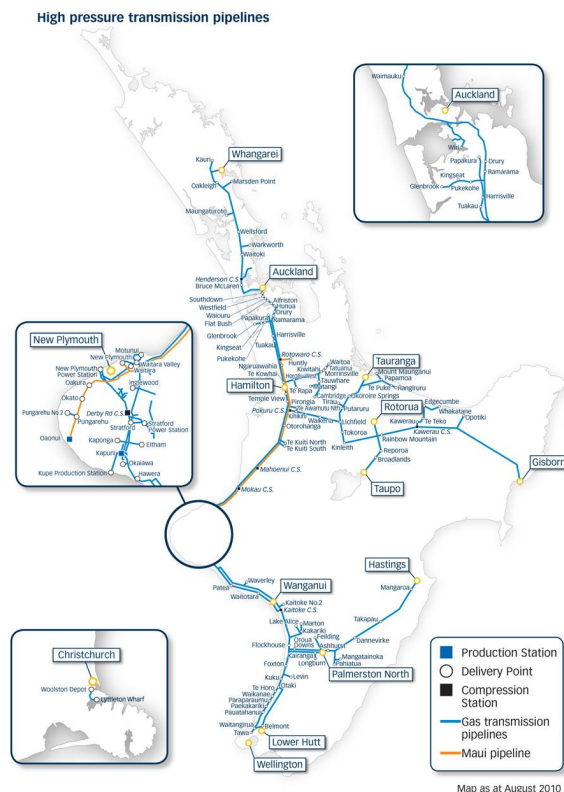 High pressure transmission pipelines
Waimauku
Auckland
Wiri
Papakura
Drury
Ramarama
Kingseat
Glenbrook
Pukekohe
Harrisville
Tuakau
Kauri
Whangarei
Oakleigh
Marsden Point
Maungaturoto
Wellsford
Warkworth
Waitoki
Henderson C.S.
Bruce McLaren
Auckland
Southdown
Westfield
Waiouru
Flat Bush
Papakura
Glenbrook
Kingseat
Pukekohe
Alfriston
Hunua
Drury
Ramarama
Harrisville
Tuakau
Rotowaro C.S.
Huntly
Ngaruawahia
Te Kowhai
Hamilton
Temple View
Horotiu
Te Rapa
Kiwitahi
Waitoa
Tatuanui
Morrinsville
Tauwhare
Matangi
Cambridge
Tirau
Pirongia
Te Awamutu Nth
Pokuru C.S.
Kihikihi
Otorohanga
Waikeria
Putaruru
Lichfield
Tokoroa
Kinleith
Okoroire Springs
Tauranga
Mount Maunganui
Papamoa
Te Puke
Rangiuru
Rotorua
Edgecumbe
Whakatane
Opotiki
Kawerau
Te Teko
Kawerau C.S.
Rainbow Mountain
Reporoa
Broadlands
Taupo
Gisborn
Te Kuiti North
Te Kuiti South
Mahoenui C.S.
Mokau C.S.
New Plymouth
Motunui
New Plymouth
New Plymouth
Power Station
Waitara Valley
Waitara
Oakura
Inglewood
Okato
Pungarehu No2
Pungarehu
Derby Rd C.S.
Stratford
Power Station
Stratford
Oaonui
Kaponga
Eltham
Kapuni
Okaiawa
Kupe Production Station
Hawera
Patea
Waverley
Waitotara
Wanganui
Kaitoke No.2
Kaitoke C.S.
Lake Alice
Marton
Kakariki
Oroua
Downs
Feilding
Ashhurst
Flockhouse
Kairanga
Longburn
Mangatainoka
Pahiatua
Palmerston North
Dannevirke
Takapau
Mangaroa
Hastings
Foxton
Kuku
Levin
Te Horo
Otaki
Waikanae
Paraparaumu
Paekakariki
Pauatahanui
Waitangirua
Belmont
Tawa
Lower Hutt
Wellington
Christchurch
Woolston Depot
Lyttleton Wharf
Production Station
Delivery Point
Compression
Station
Gas transmission
pipelines
Maui pipeline
Map as at August 2010